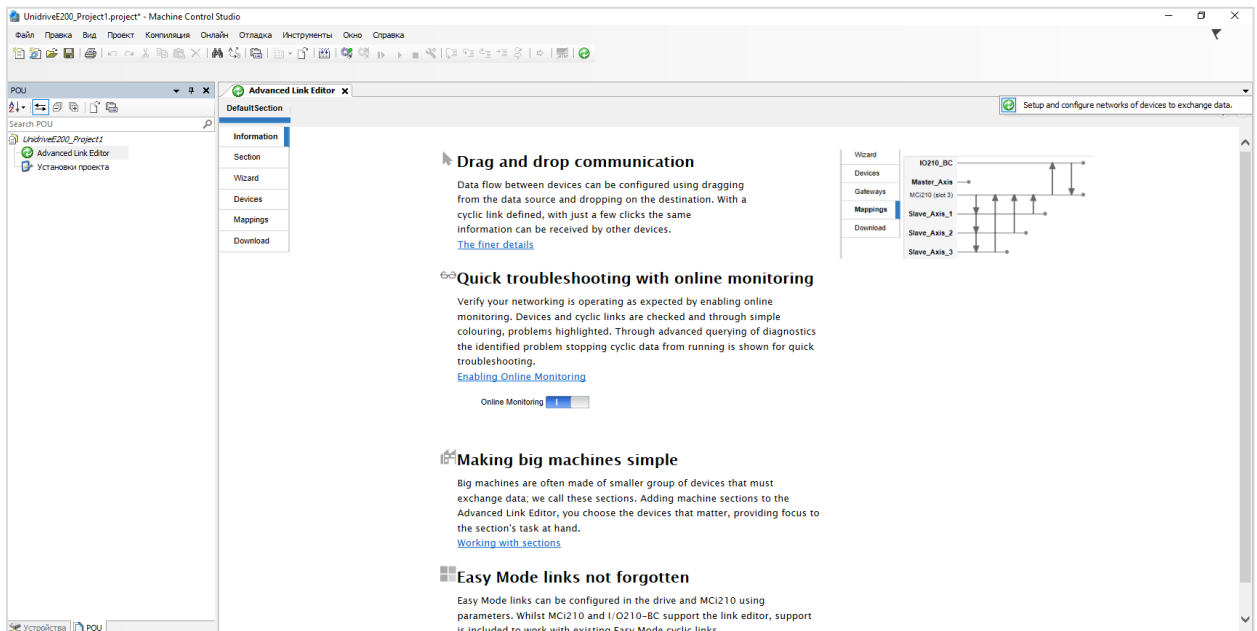 UnidriveE200_Project1.project* - Machine Control Studio
Файл Правка Вид Проект Компиляция Онлайн Отладка Инструменты Окно Справка
POU
Search POU
UnidriveE200_Project1
Advanced Link Editor
Установки проекта
Устройства POU
Advanced Link Editor
Setup and configure networks of devices to exchange data.
DefaultSection
Information
Section
Wizard
Devices
Mappings
Download
Drag and drop communication
Data flow between devices can be configured using dragging
from the data source and dropping on the destination. With a
cyclic link defined, with just a few clicks the same
information can be received by other devices.
The finer details
Wizard
Devices
Gateways
Mappings
Download
IO210_BC
Master_Axis
MCi210 (slot 3)
Slave_Axis_1
Slave_Axis_2
Slave_Axis_3
Quick troubleshooting with online monitoring
Verify your networking is operating as expected by enabling online
monitoring. Devices and cyclic links are checked and through simple
colouring, problems highlighted. Through advanced querying of diagnostics
the identified problem stopping cyclic data from running is shown for quick
troubleshooting.
Enabling Online Monitoring
Online Monitoring
Making big machines simple
Big machines are often made of smaller group of devices that must
exchange data; we call these sections. Adding machine sections to the
Advanced Link Editor, you choose the devices that matter, providing focus to
the section's task at hand.
Working with sections
Easy Mode links not forgotten
Easy Mode links can be configured in the drive and MCi210 using
parameters. Whilst MCi210 and I/O210-BC support the link editor, support
is included to work with existing Easy Mode cyclic links